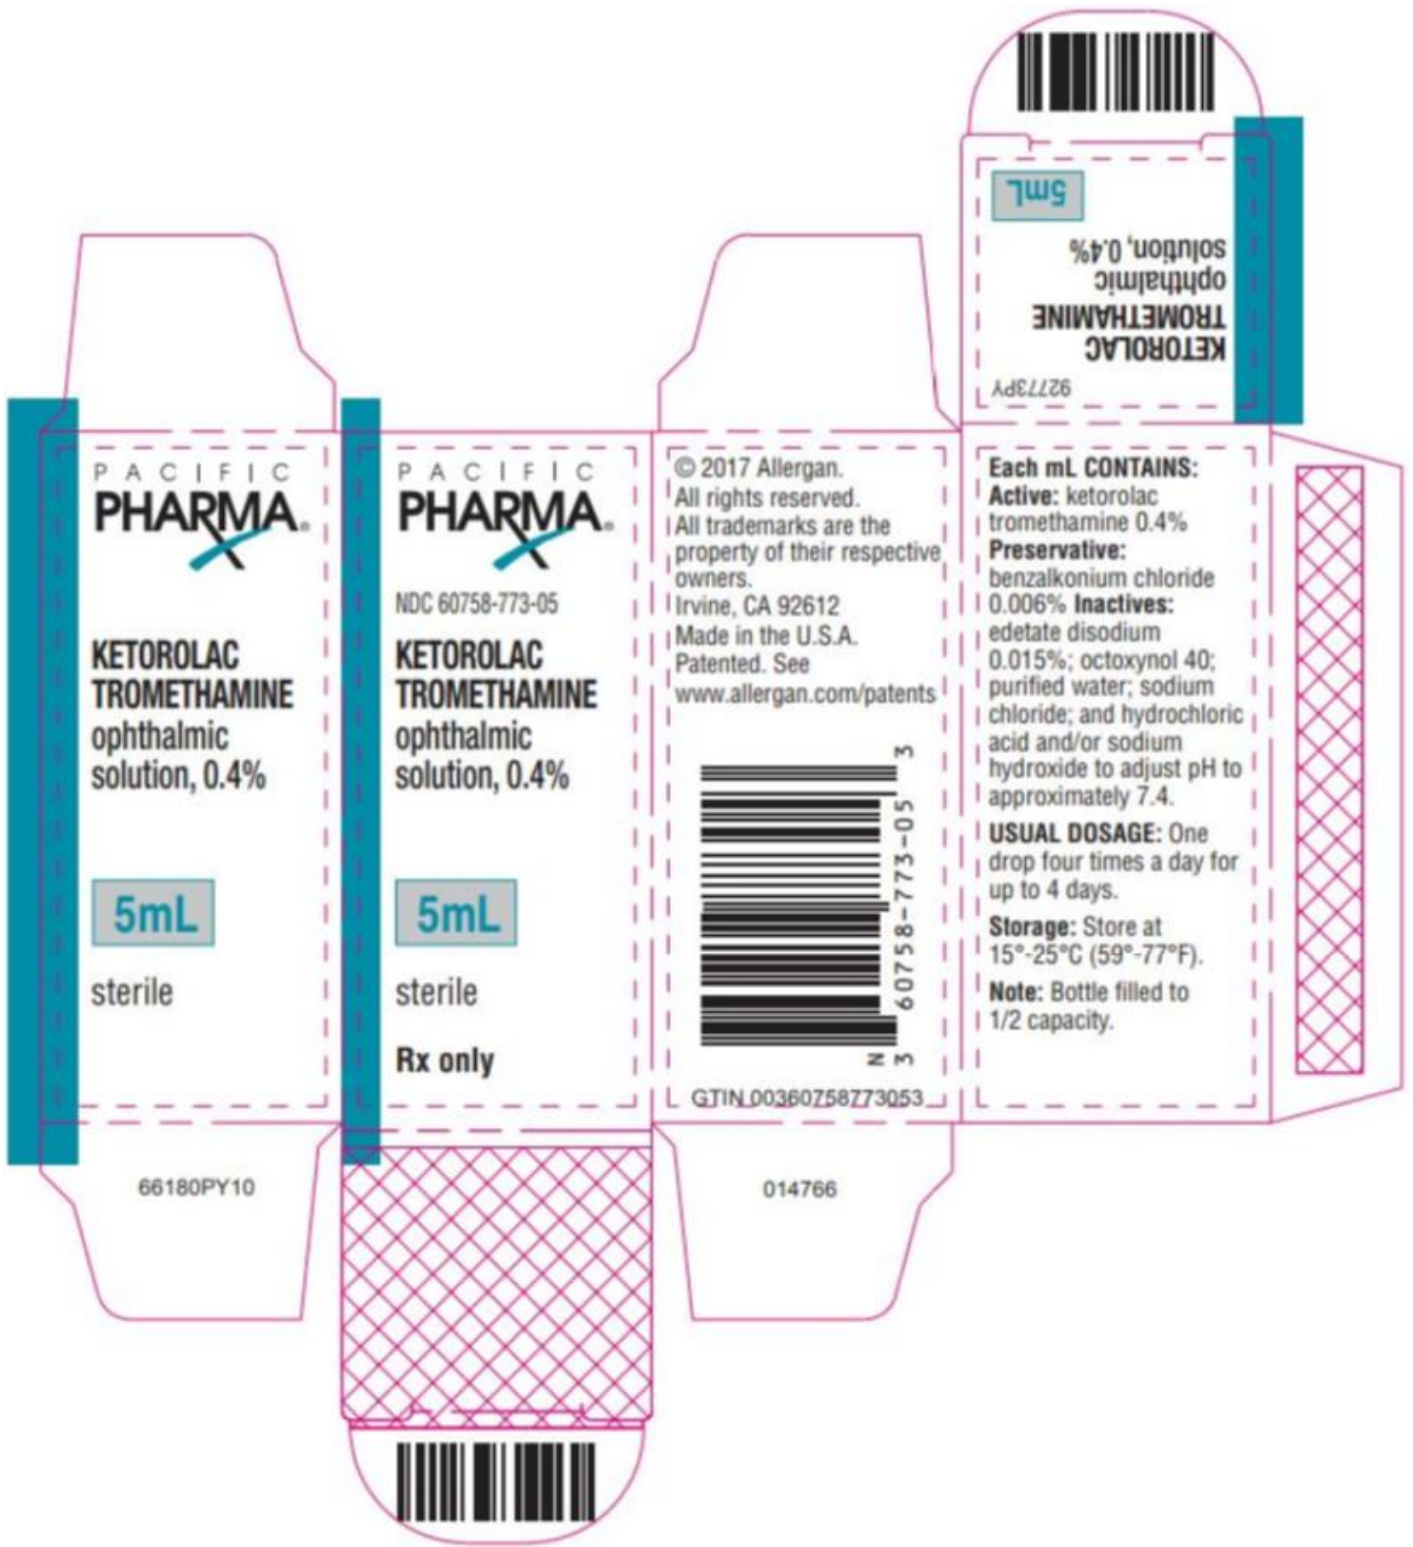 PACIFIC
PHARMA®
KETOROLAC
TROMETHAMINE
ophthalmic
solution, 0.4%
5mL
sterile
66180PY10
PACIFIC
PHARMA®
NDC 60758-773-05
KETOROLAC
TROMETHAMINE
ophthalmic
solution, 0.4%
5mL
sterile
Rx only
© 2017 Allergan.
All rights reserved.
All trademarks are the
property of their respective
owners.
Irvine, CA 92612
Made in the U.S.A.
Patented. See
www.allergan.com/patents
N
3 60758-773-05 3
GTIN 00360758773053
014766
92773PY
KETOROLAC
TROMETHAMINE
ophthalmic
solution, 0.4%
5mL
Each mL CONTAINS:
Active: ketorolac
tromethamine 0.4%
Preservative:
benzalkonium chloride
0.006% Inactives:
edetate disodium
0.015%; octoxynol 40;
purified water; sodium
chloride; and hydrochloric
acid and/or sodium
hydroxide to adjust pH to
approximately 7.4.
USUAL DOSAGE: One
drop four times a day for
up to 4 days.
Storage: Store at
15°-25°C (59°-77°F).
Note: Bottle filled to
1/2 capacity.